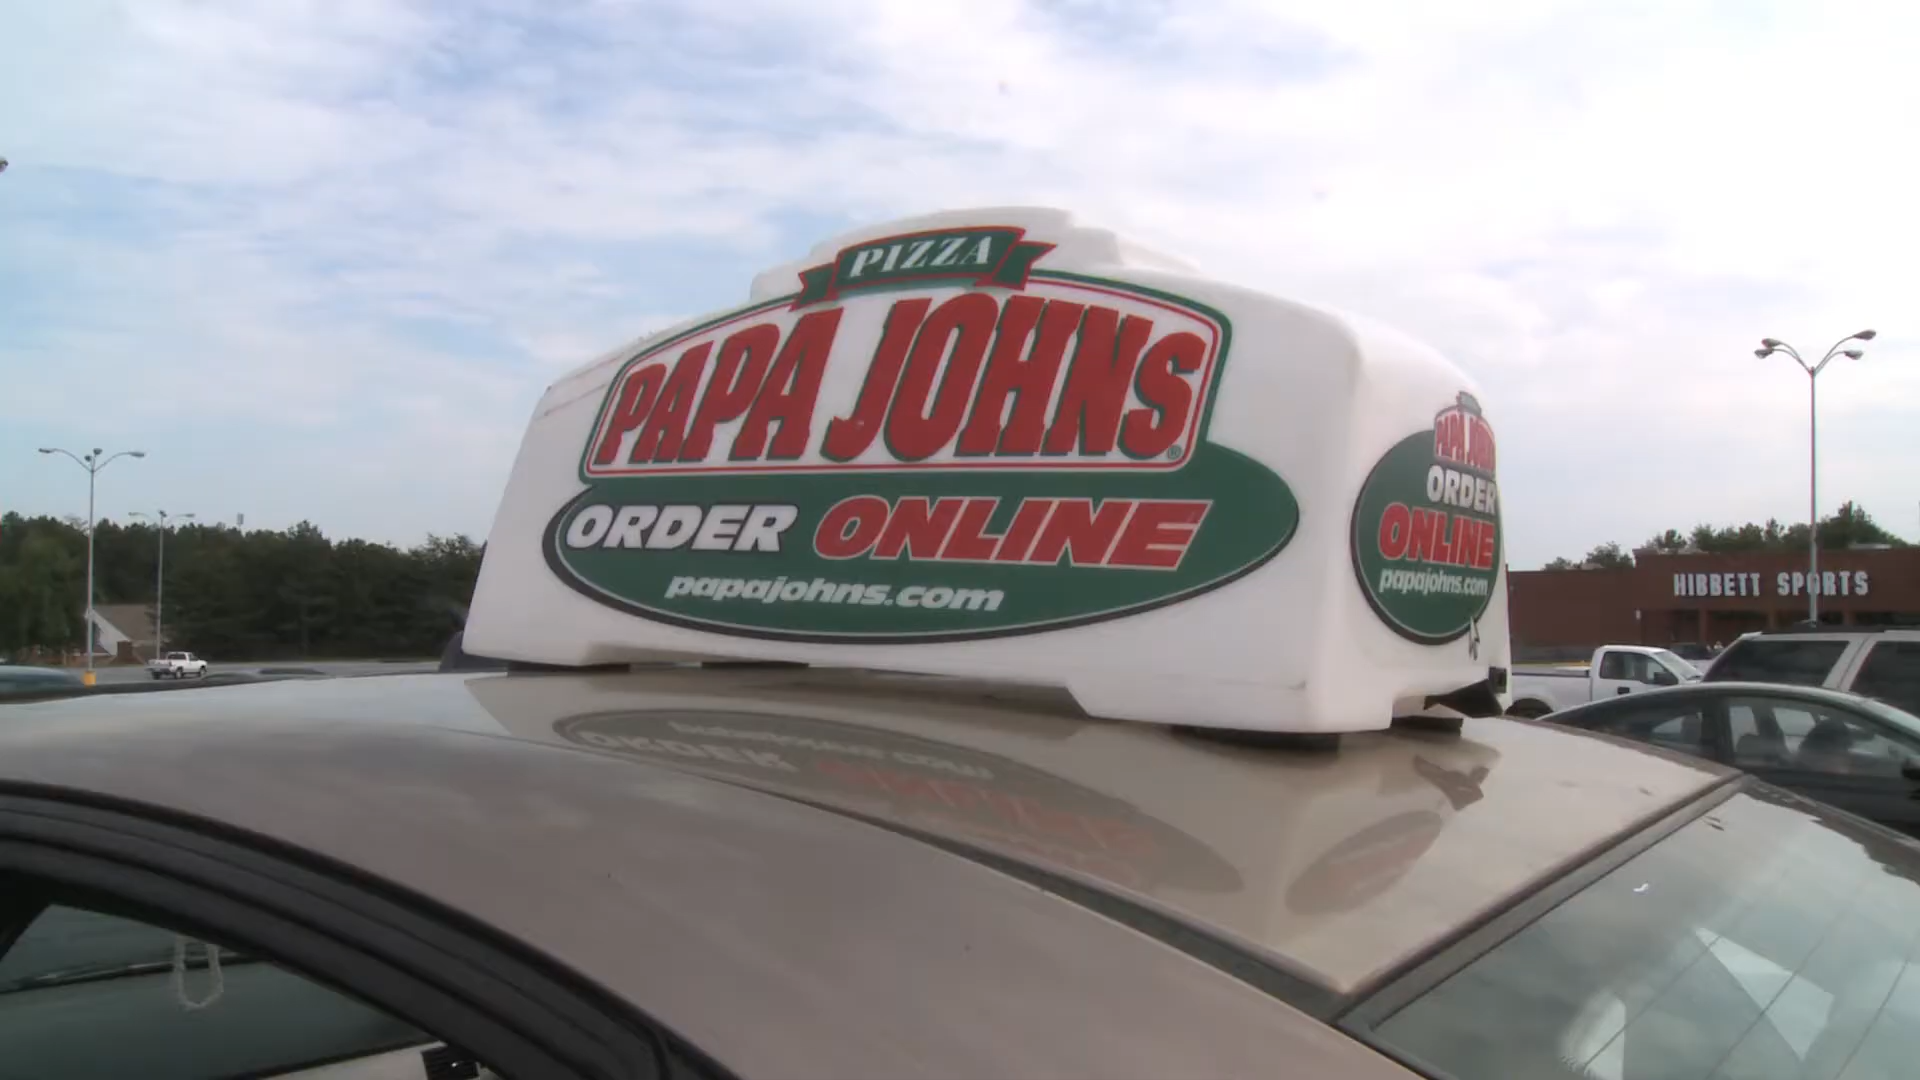 PIZZA
PAPA JOHNS
ORDER ONLINE
papajohns.com
PAPA JOHNS
ORDER
ONLINE
papajohns.com
HIBBETT SPORTS